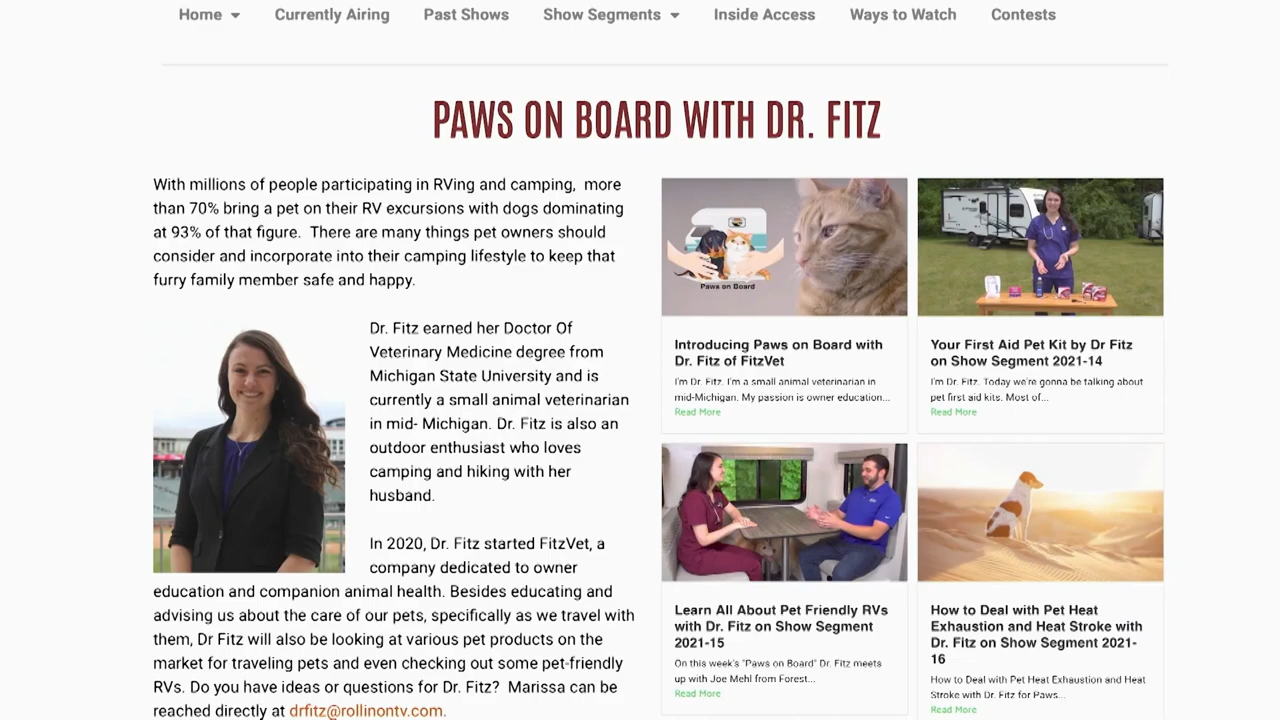 Home
Currently Airing
Past Shows
Show Segments
Inside Access
Ways to Watch
Contests
PAWS ON BOARD WITH DR. FITZ
With millions of people participating in RVing and camping, more
than 70% bring a pet on their RV excursions with dogs dominating
at 93% of that figure. There are many things pet owners should
consider and incorporate into their camping lifestyle to keep that
furry family member safe and happy.
Dr. Fitz earned her Doctor Of
Veterinary Medicine degree from
Michigan State University and is
currently a small animal veterinarian
in mid- Michigan. Dr. Fitz is also an
outdoor enthusiast who loves
camping and hiking with her
husband.
In 2020, Dr. Fitz started FitzVet, a
company dedicated to owner
education and companion animal health. Besides educating and
advising us about the care of our pets, specifically as we travel with
them, Dr Fitz will also be looking at various pet products on the
market for traveling pets and even checking out some pet-friendly
RVs. Do you have ideas or questions for Dr. Fitz? Marissa can be
reached directly at drfitz@rollinontv.com.
Paws on Board
Introducing Paws on Board with
Dr. Fitz of FitzVet
I'm Dr. Fitz. I'm a small animal veterinarian in
mid-Michigan. My passion is owner education...
Read More
Your First Aid Pet Kit by Dr Fitz
on Show Segment 2021-14
I'm Dr. Fitz. Today we're gonna be talking about
pet first aid kits. Most of...
Read More
Learn All About Pet Friendly RVs
with Dr. Fitz on Show Segment
2021-15
On this week's "Paws on Board" Dr. Fitz meets
up with Joe Mehl from Forest...
Read More
How to Deal with Pet Heat
Exhaustion and Heat Stroke with
Dr. Fitz on Show Segment 2021-
16
How to Deal with Pet Heat Exhaustion and Heat
Stroke with Dr. Fitz for Paws...
Read More